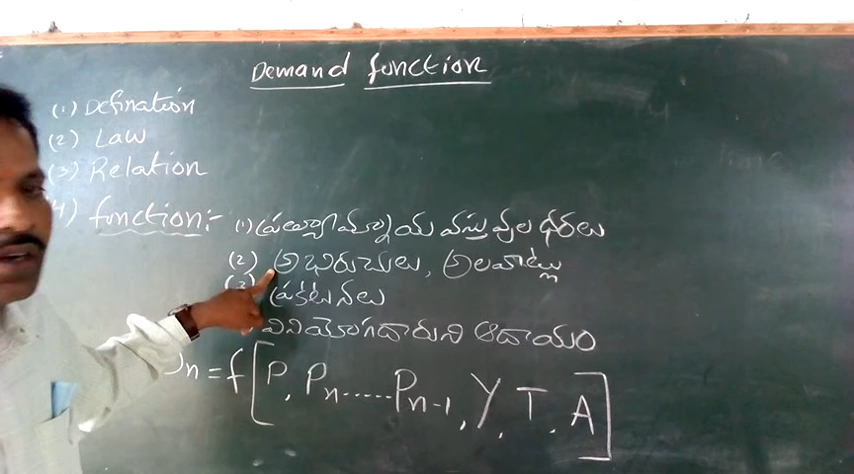 Demand function
(1) Defination
(2) Law
(3) Relation
4) function:- (1) ప్రత్యామ్నాయ వస్తువుల ధరలు
(2) అభిరుచులు, అలవాట్లు
(3) ప్రకటనలు
వినియోగదారుని ఆదాయం
n = f [P, Pn.....Pn-1, Y, T, A]